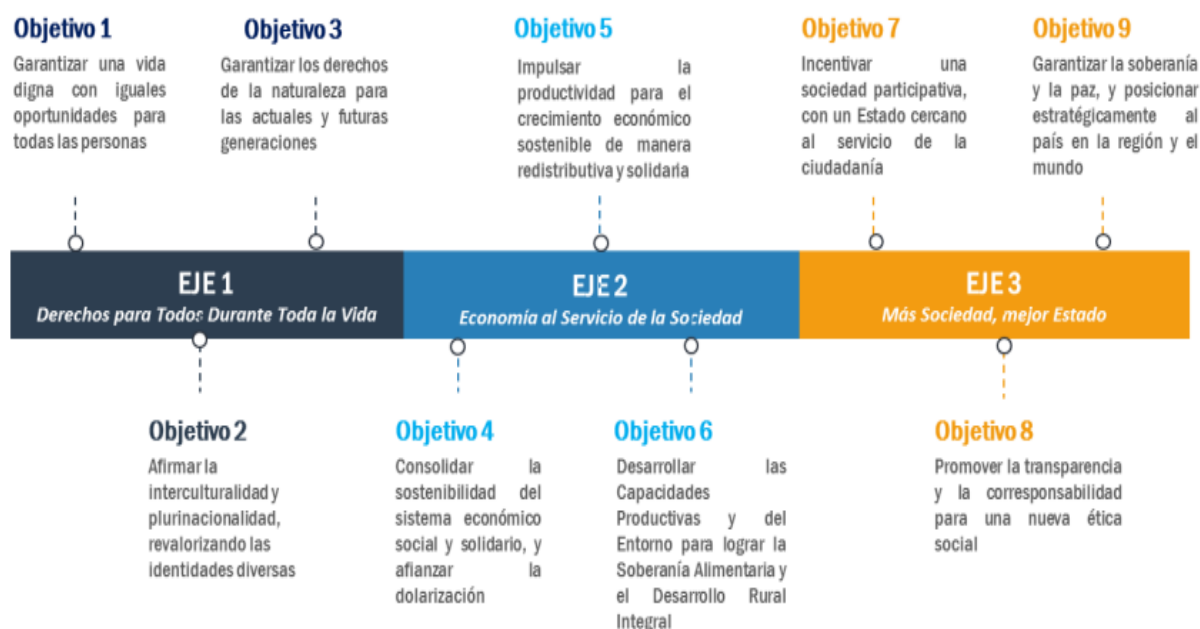 Objetivo 1
Garantizar una vida
digna con iguales
oportunidades para
todas las personas
Objetivo 3
Garantizar los derechos
de la naturaleza para
las actuales y futuras
generaciones
Objetivo 5
Impulsar la
productividad para el
crecimiento económico
sostenible de manera
redistributiva y solidaria
Objetivo 7
Incentivar una
sociedad participativa,
con un Estado cercano
al servicio de la
ciudadanía
Objetivo 9
Garantizar la soberanía
y la paz, y posicionar
estratégicamente al
país en la región y el
mundo
EJE 1
Derechos para Todos Durante Toda la Vida
EJE 2
Economía al Servicio de la Sociedad
EJE 3
Más Sociedad, mejor Estado
Objetivo 2
Afirmar la
interculturalidad y
plurinacionalidad,
revalorizando las
identidades diversas
Objetivo 4
Consolidar la
sostenibilidad del
sistema económico
social y solidario, y
afianzar la
dolarización
Objetivo 6
Desarrollar las
Capacidades
Productivas y del
Entorno para lograr la
Soberanía Alimentaria y
el Desarrollo Rural
Integral
Objetivo 8
Promover la transparencia
y la corresponsabilidad
para una nueva ética
social